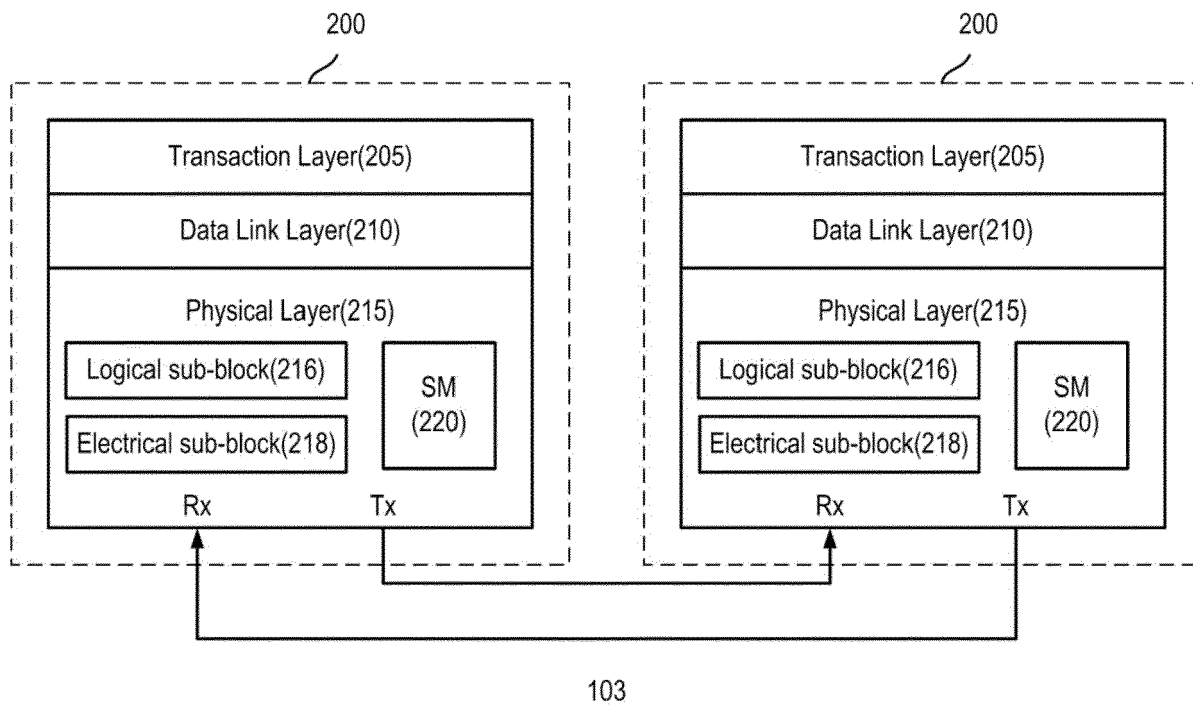 200
200
Transaction Layer(205)
Data Link Layer(210)
Physical Layer(215)
Logical sub-block(216)
Electrical sub-block(218)
SM
(220)
Rx
Tx
Transaction Layer(205)
Data Link Layer(210)
Physical Layer(215)
Logical sub-block(216)
Electrical sub-block(218)
SM
(220)
Rx
Tx
103